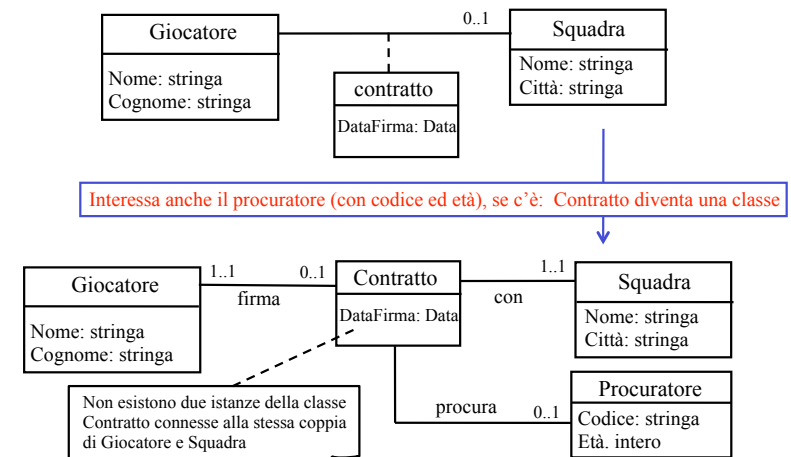 Giocatore
0..1
Squadra
Nome: stringa
Cognome: stringa
contratto
Nome: stringa
Città: stringa
DataFirma: Data
Interessa anche il procuratore (con codice ed età), se c’è: Contratto diventa una classe
Giocatore
1..1
0..1
firma
Contratto
1..1
con
Squadra
Nome: stringa
Cognome: stringa
DataFirma: Data
Nome: stringa
Città: stringa
Non esistono due istanze della classe
Contratto connesse alla stessa coppia
di Giocatore e Squadra
procura
0..1
Procuratore
Codice: stringa
Età. intero